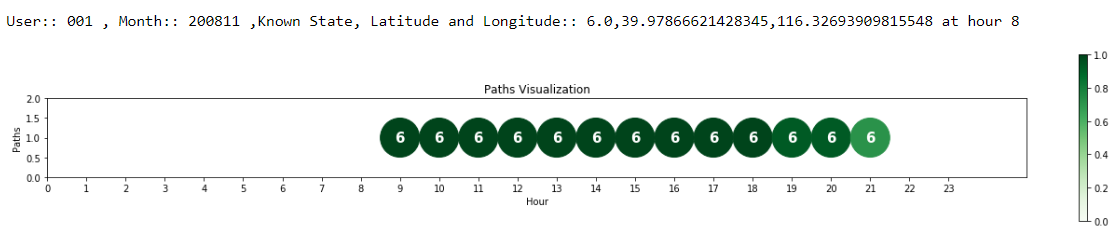 User:: 001 , Month:: 200811 ,Known State, Latitude and Longitude:: 6.0,39.97866621428345,116.32693909815548 at hour 8
Paths Visualization
2.0
1.5
1.0
0.5
0.0
Paths
6 6 6 6 6 6 6 6 6 6 6 6 6
0 1 2 3 4 5 6 7 8 9 10 11 12 13 14 15 16 17 18 19 20 21 22 23
Hour
1.0
0.8
0.6
0.4
0.2
0.0